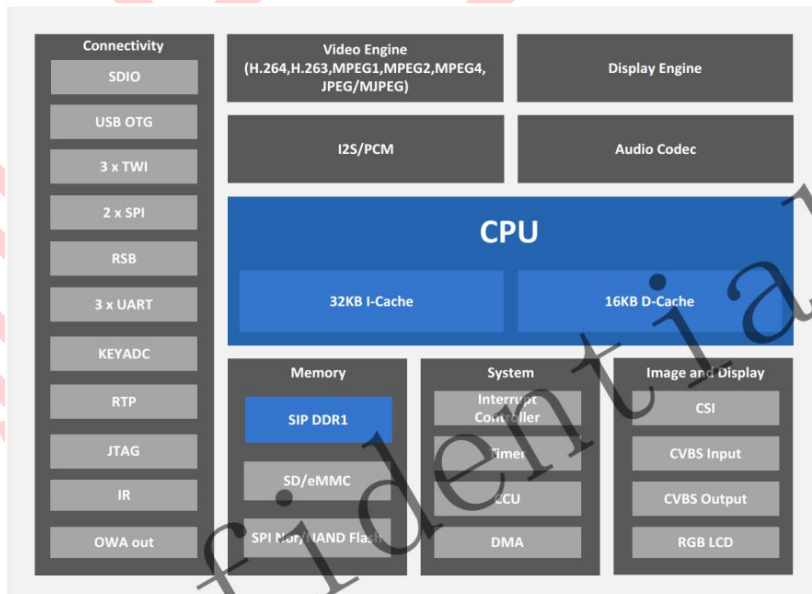 Connectivity
SDIO
USB OTG
3 x TWI
2 x SPI
RSB
3 x UART
KEYADC
RTP
JTAG
IR
OWA out
Video Engine
(H.264,H.263,MPEG1,MPEG2,MPEG4,
JPEG/MJPEG)
Display Engine
I2S/PCM
Audio Codec
CPU
32KB I-Cache
16KB D-Cache
Memory
SIP DDR1
SD/eMMC
SPI Nor/NAND Flash
System
Interrupt
Controller
Timer
CCU
DMA
Image and Display
CSI
CVBS Input
CVBS Output
RGB LCD
fidentia